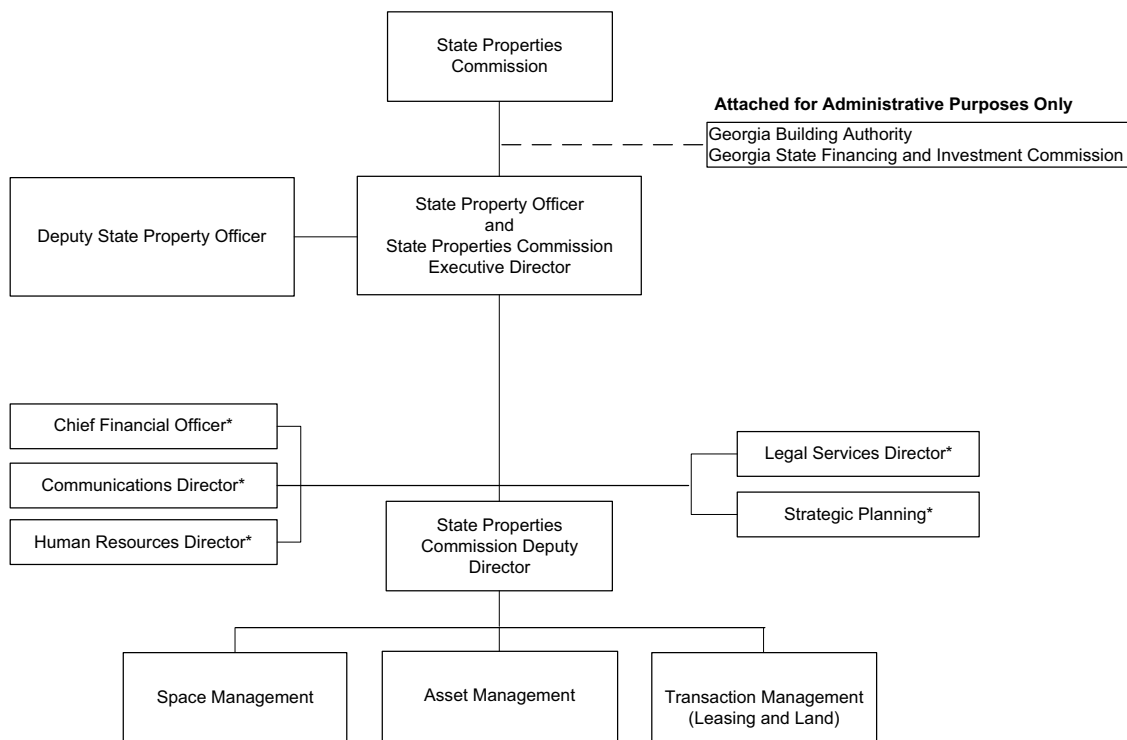 State Properties
Commission
Attached for Administrative Purposes Only
Georgia Building Authority
Georgia State Financing and Investment Commission
Deputy State Property Officer
State Property Officer
and
State Properties Commission
Executive Director
Chief Financial Officer*
Communications Director*
Human Resources Director*
Legal Services Director*
Strategic Planning*
State Properties
Commission Deputy
Director
Space Management
Asset Management
Transaction Management
(Leasing and Land)